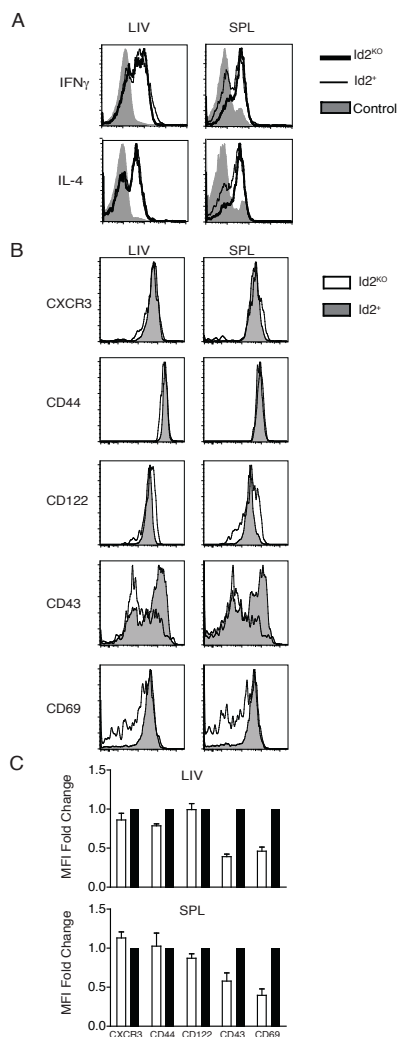 A
LIV
SPL
IFNγ
Id2KO
Id2+
Control
IL-4
B
LIV
SPL
CXCR3
Id2KO
Id2+
CD44
CD122
CD43
CD69
C
LIV
MFI Fold Change
1.5
1.0
0.5
0.0
SPL
MFI Fold Change
1.5
1.0
0.5
0.0
CXCR3 CD44 CD122 CD43 CD69